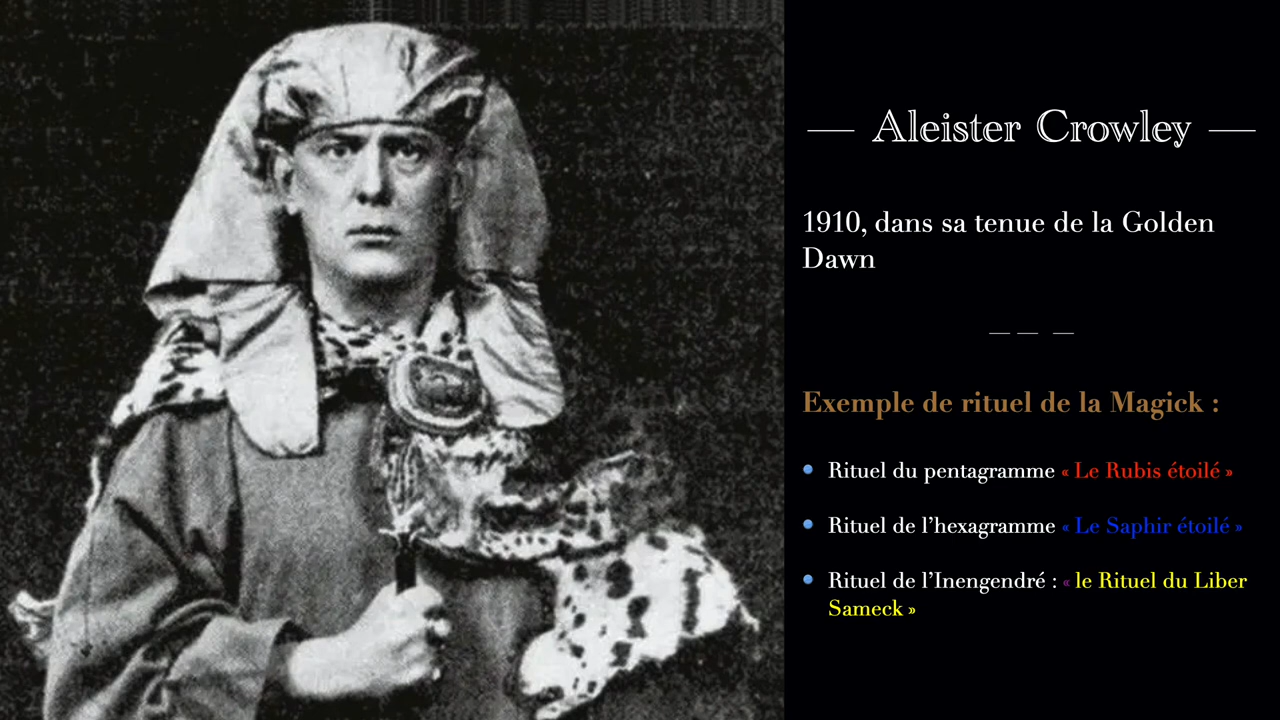 Aleister Crowley
1910, dans sa tenue de la Golden
Dawn
Exemple de rituel de la Magick :
Rituel du pentagramme « Le Rubis étoilé »
Rituel de l’hexagramme « Le Saphir étoilé »
Rituel de l’Inengendré : « le Rituel du Liber
Sameck »